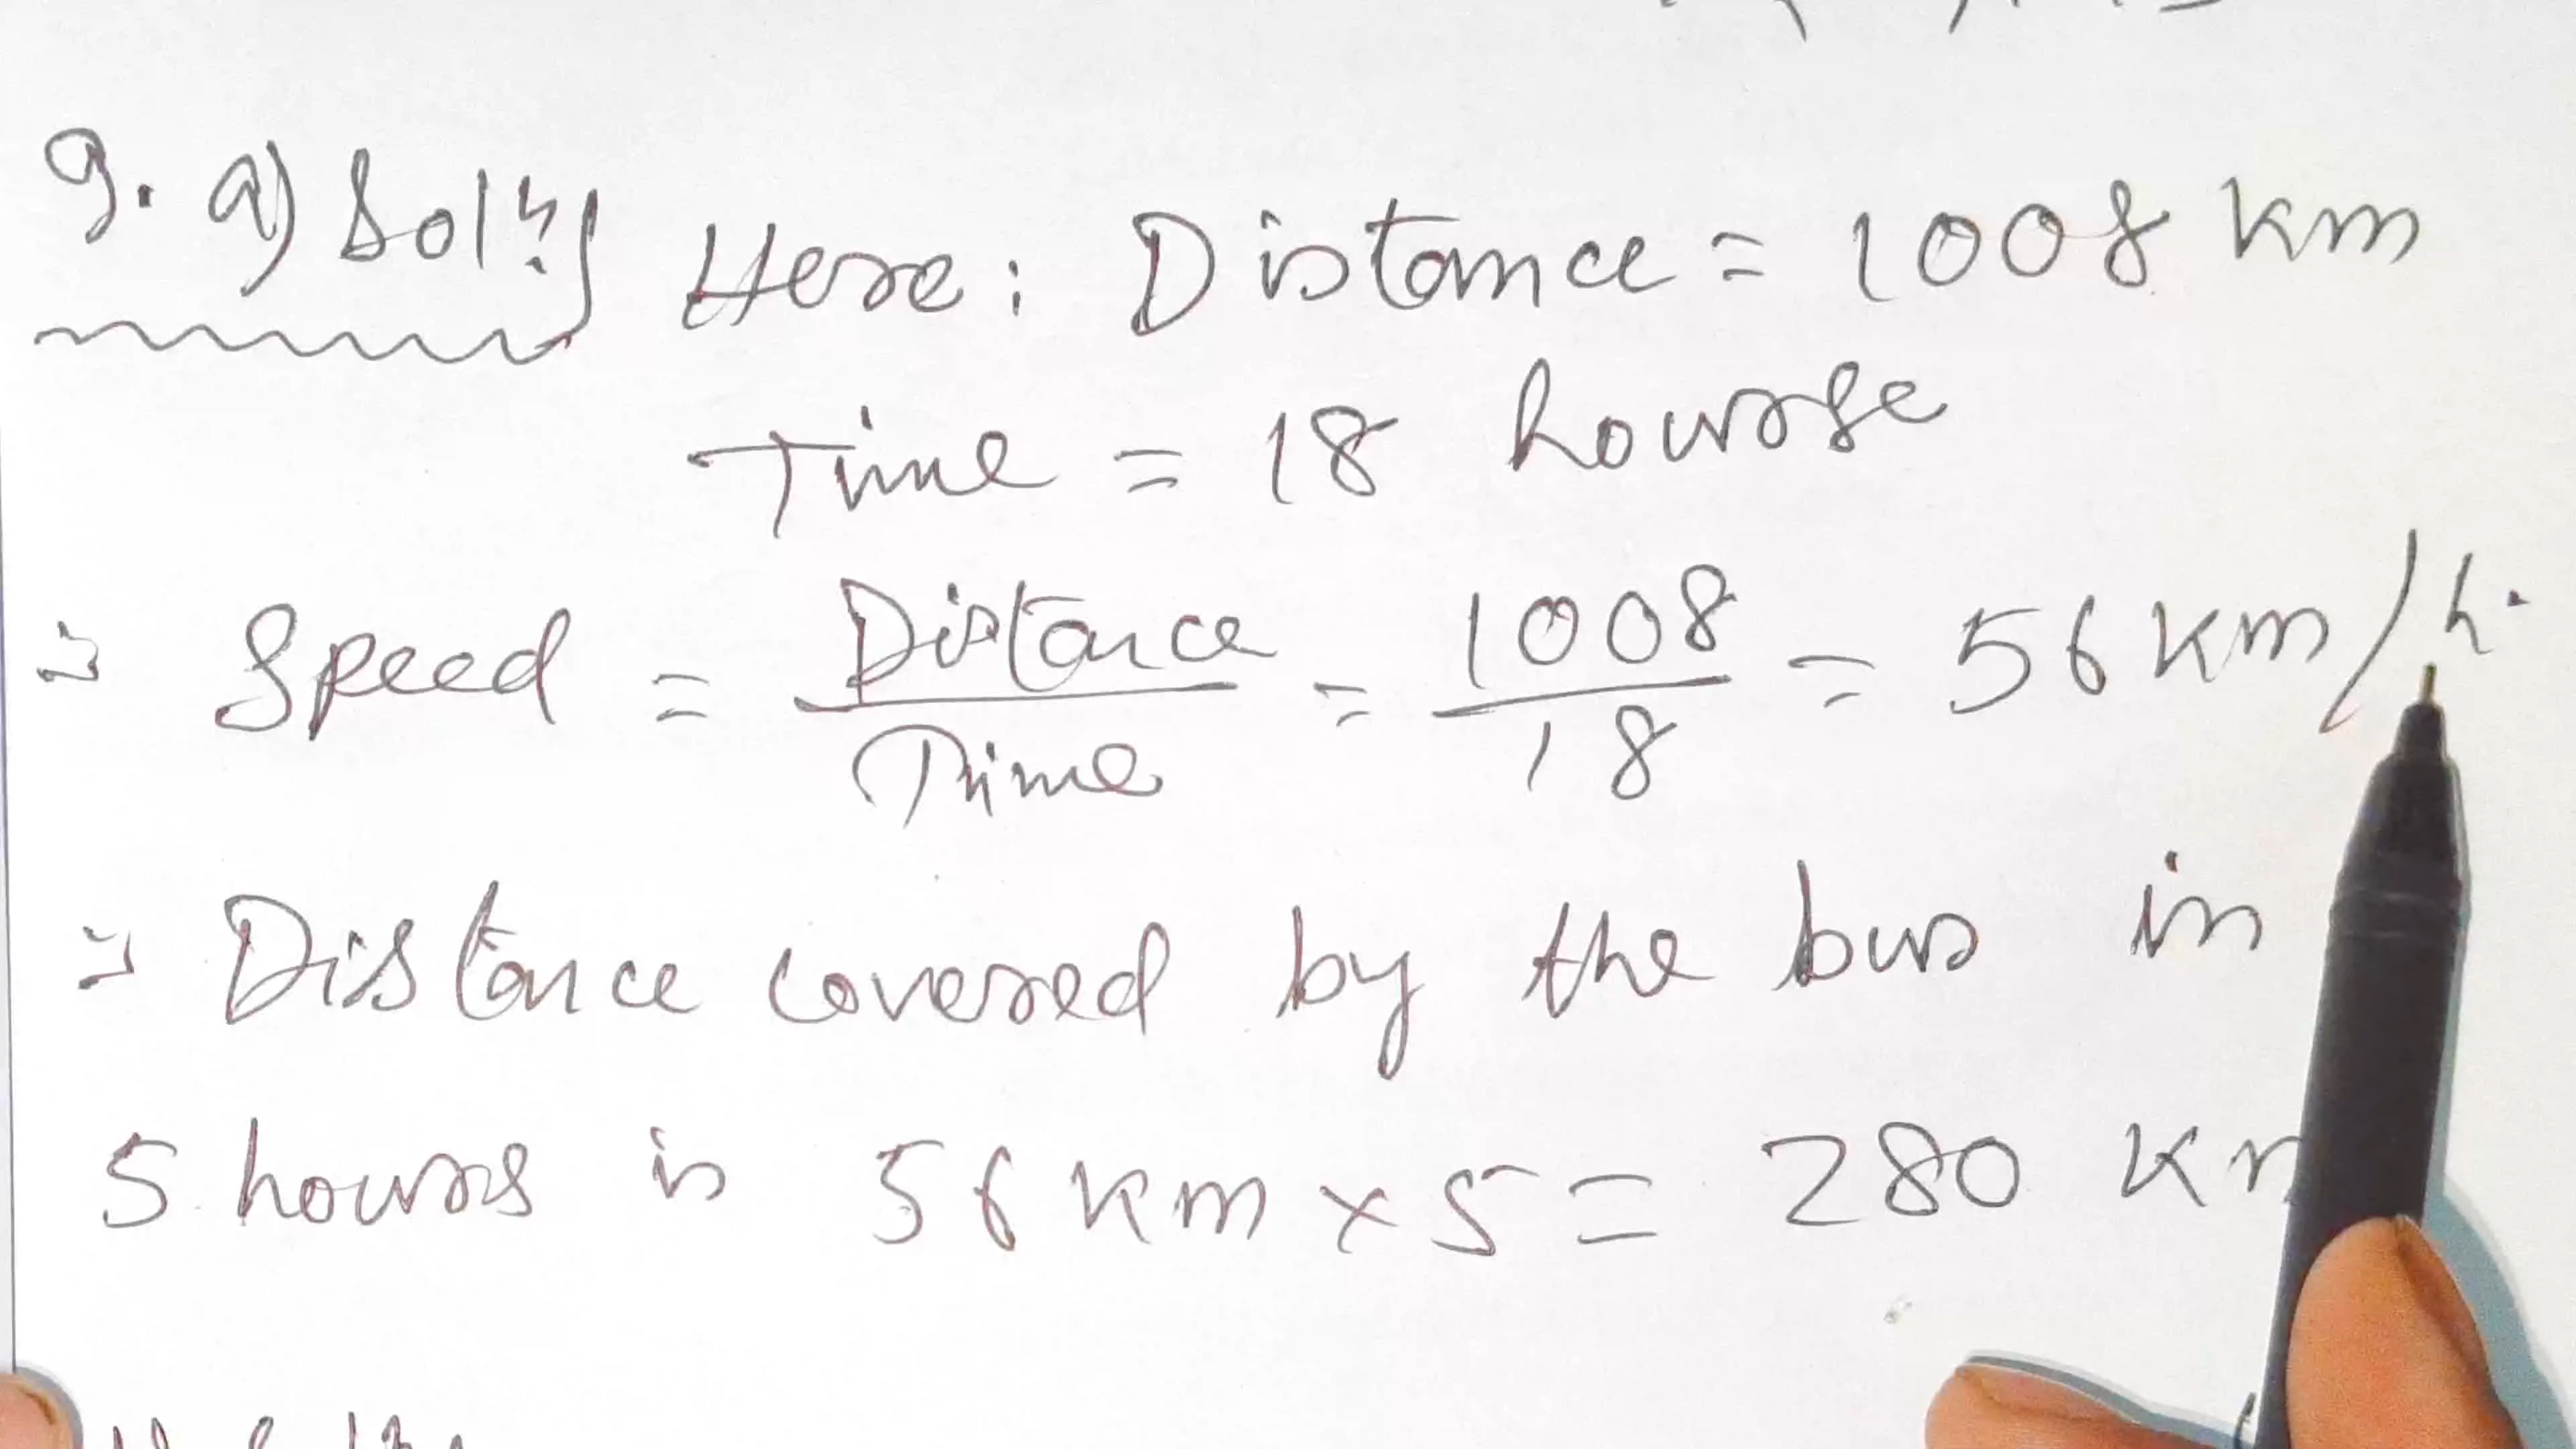 9. a) Solⁿ: Here: Distance = 1008 km
Time = 18 hourse
⇒ Speed = Distance/Time = 1008/18 = 56 km/h.
⇒ Distance covered by the bus in
5 hours is 56 km x 5 = 280 km